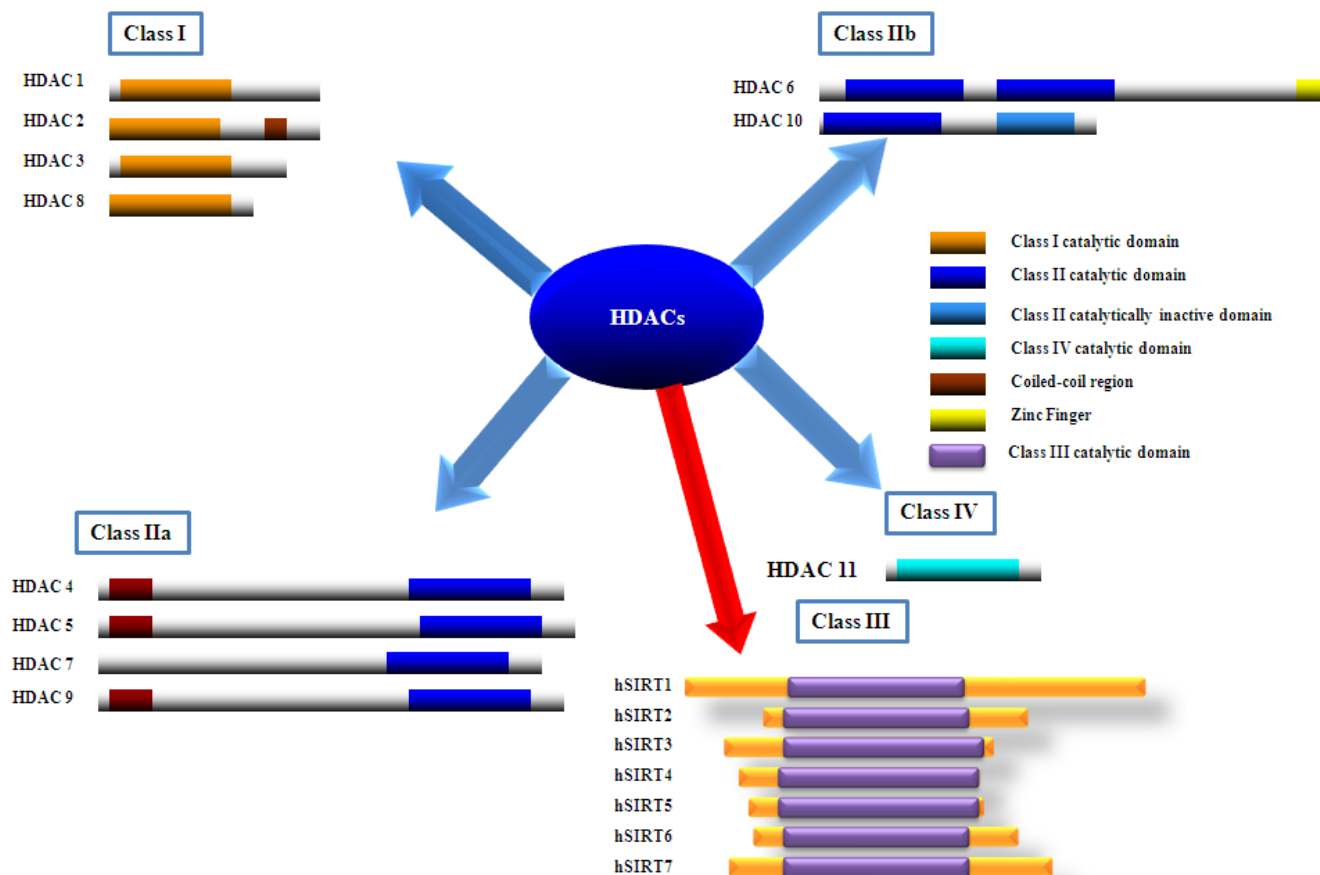 Class I
HDAC 1
HDAC 2
HDAC 3
HDAC 8
Class IIb
HDAC 6
HDAC 10
Class I catalytic domain
Class II catalytic domain
Class II catalytically inactive domain
Class IV catalytic domain
Coiled-coil region
Zinc Finger
Class III catalytic domain
HDACs
Class IIa
HDAC 4
HDAC 5
HDAC 7
HDAC 9
Class IV
HDAC 11
Class III
hSIRT1
hSIRT2
hSIRT3
hSIRT4
hSIRT5
hSIRT6
hSIRT7